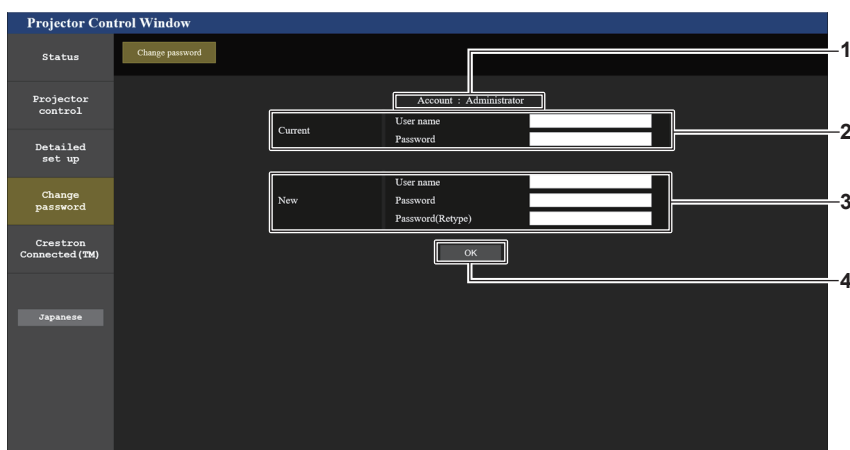 Projector Control Window
Status
Change password
1
Projector
control
Account : Administrator
Current
User name
Password
2
Detailed
set up
Change
password
New
User name
Password
Password(Retype)
3
Crestron
Connected(TM)
OK
4
Japanese